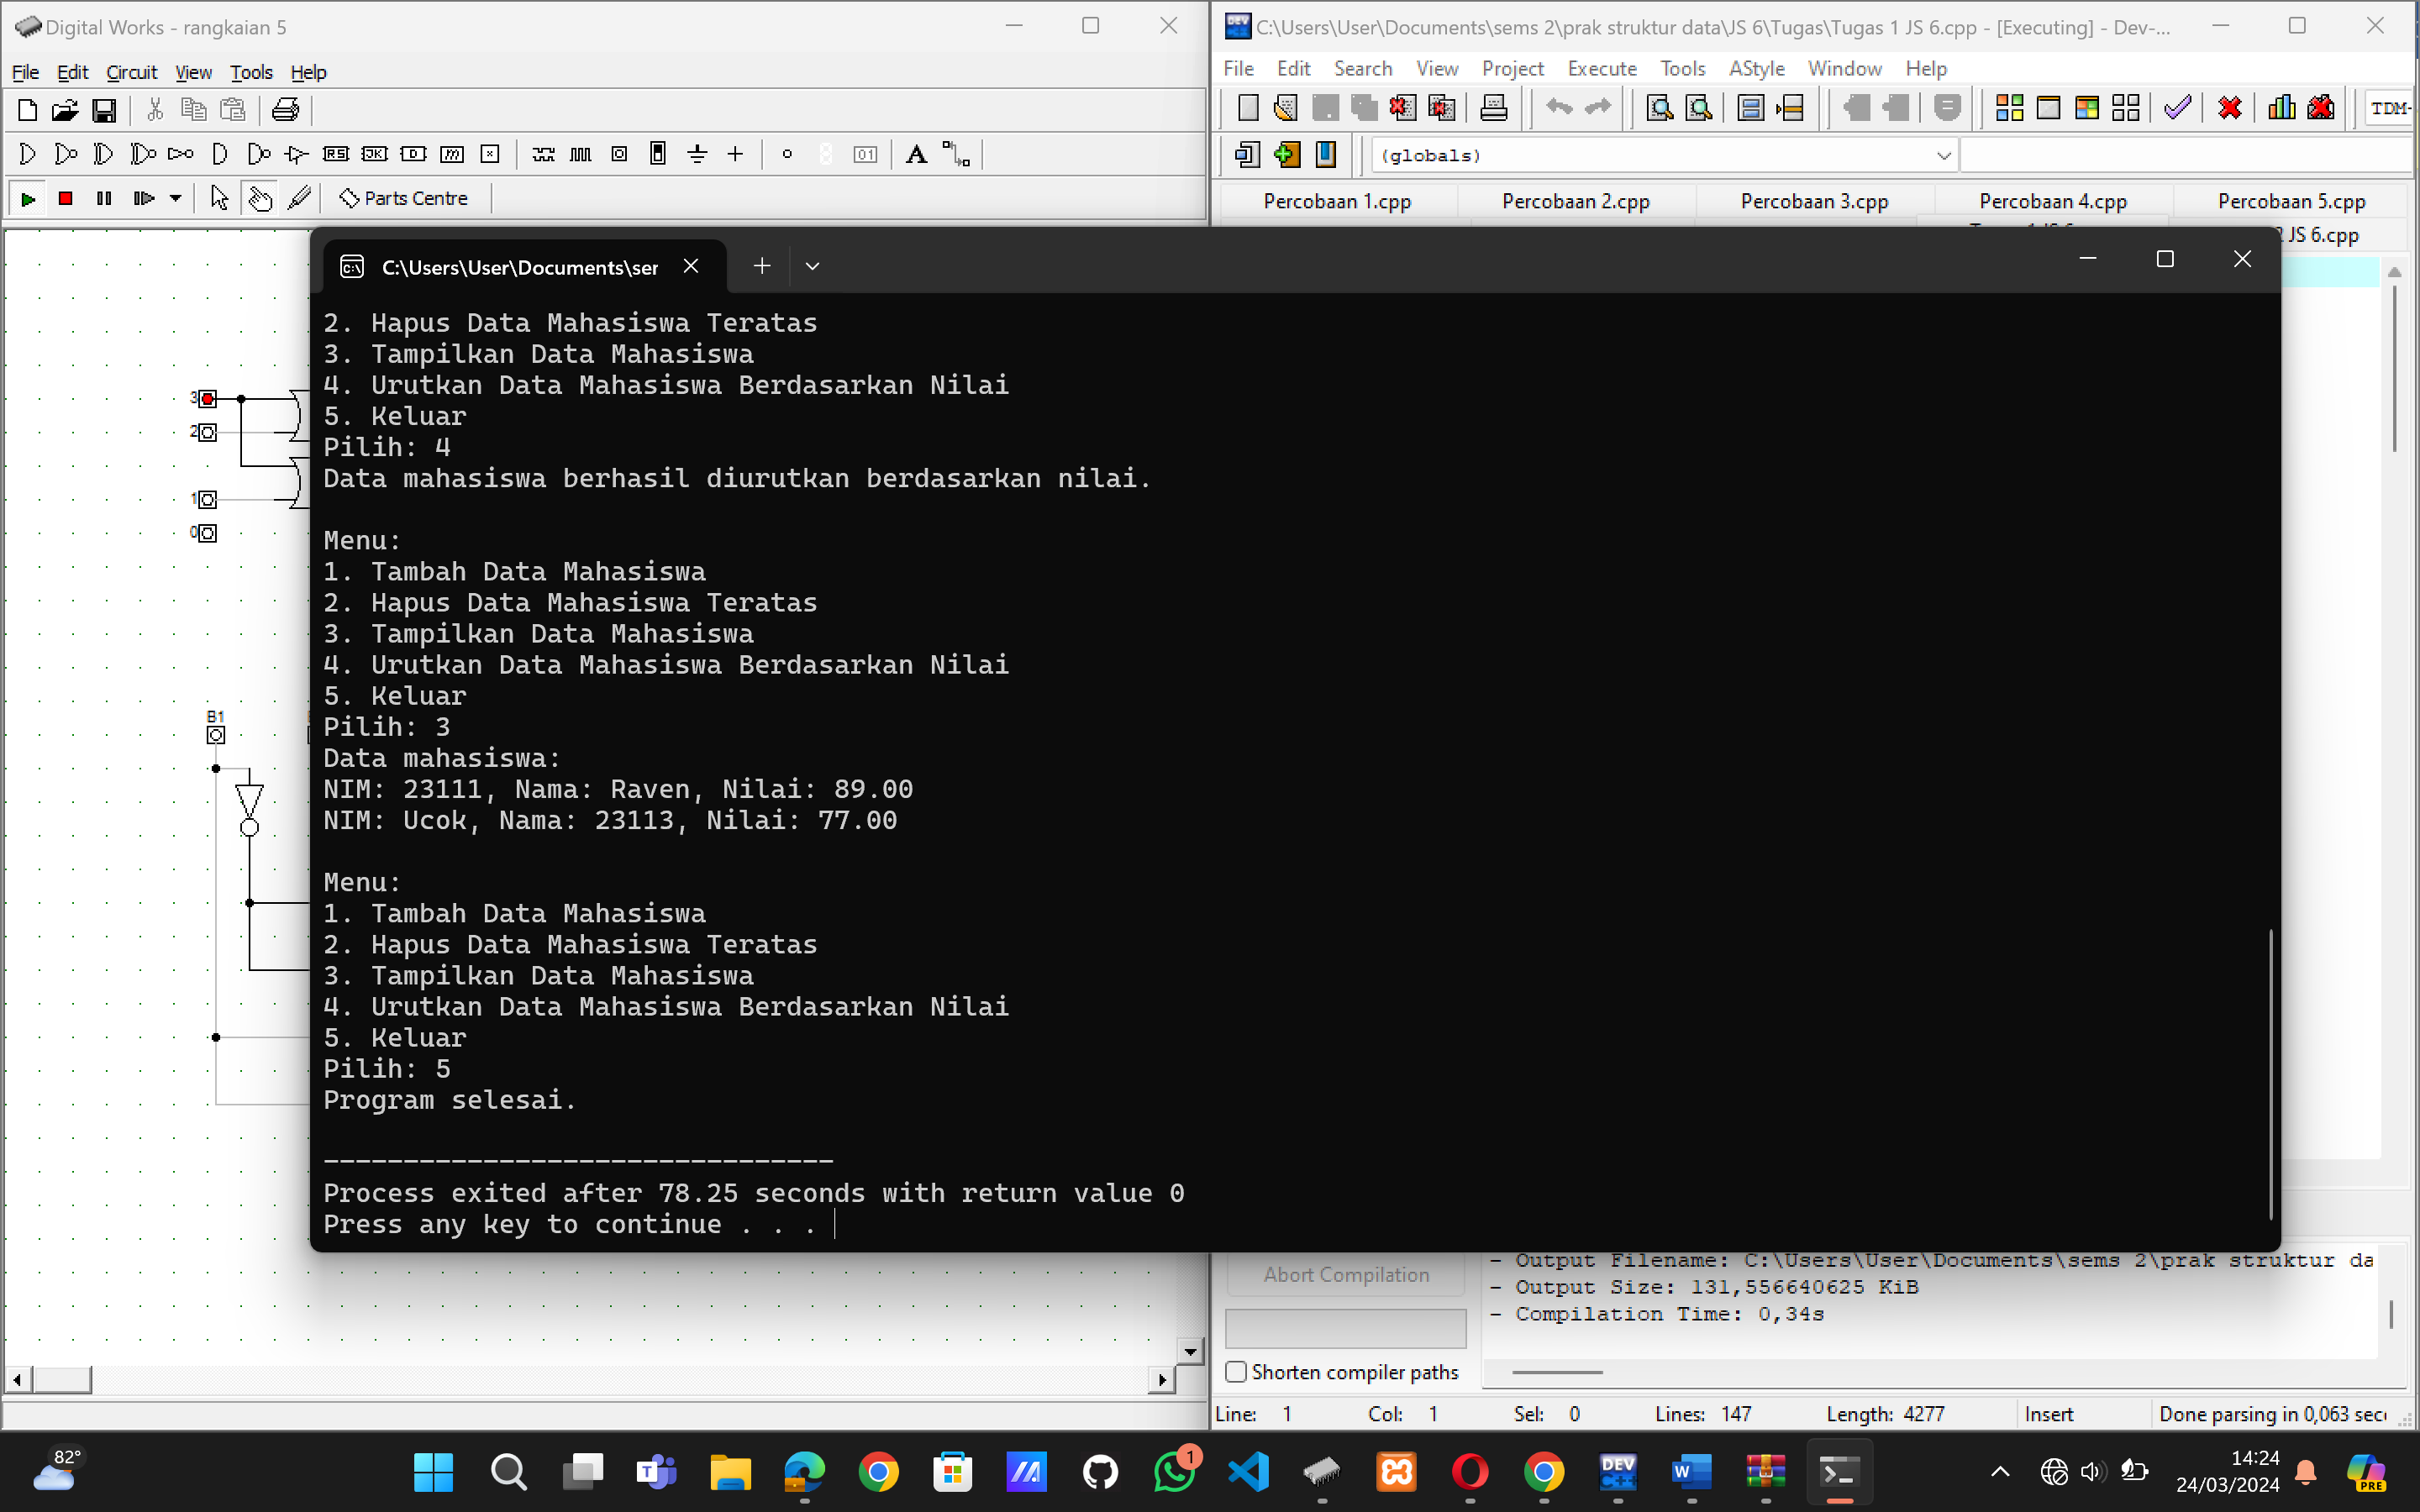 Digital Works - rangkaian 5
File Edit Circuit View Tools Help
Parts Centre
3
2
1
0
B1
C:\Users\User\Documents\sems 2\prak struktur data\JS 6\Tugas\Tugas 1 JS 6.cpp - [Executing] - Dev-...
File Edit Search View Project Execute Tools AStyle Window Help
TDM-
(globals)
Percobaan 1.cpp Percobaan 2.cpp Percobaan 3.cpp Percobaan 4.cpp Percobaan 5.cpp
JS 6.cpp
C:\Users\User\Documents\ser
2. Hapus Data Mahasiswa Teratas
3. Tampilkan Data Mahasiswa
4. Urutkan Data Mahasiswa Berdasarkan Nilai
5. Keluar
Pilih: 4
Data mahasiswa berhasil diurutkan berdasarkan nilai.
Menu:
1. Tambah Data Mahasiswa
2. Hapus Data Mahasiswa Teratas
3. Tampilkan Data Mahasiswa
4. Urutkan Data Mahasiswa Berdasarkan Nilai
5. Keluar
Pilih: 3
Data mahasiswa:
NIM: 23111, Nama: Raven, Nilai: 89.00
NIM: Ucok, Nama: 23113, Nilai: 77.00
Menu:
1. Tambah Data Mahasiswa
2. Hapus Data Mahasiswa Teratas
3. Tampilkan Data Mahasiswa
4. Urutkan Data Mahasiswa Berdasarkan Nilai
5. Keluar
Pilih: 5
Program selesai.
--------------------------------
Process exited after 78.25 seconds with return value 0
Press any key to continue . . .
Abort Compilation
Shorten compiler paths
- Output Filename: C:\Users\User\Documents\sems 2\prak struktur da
- Output Size: 131,556640625 KiB
- Compilation Time: 0,34s
Line: 1 Col: 1 Sel: 0 Lines: 147 Length: 4277 Insert Done parsing in 0,063 sec
82°
1
DEV C++
14:24
24/03/2024
PRE